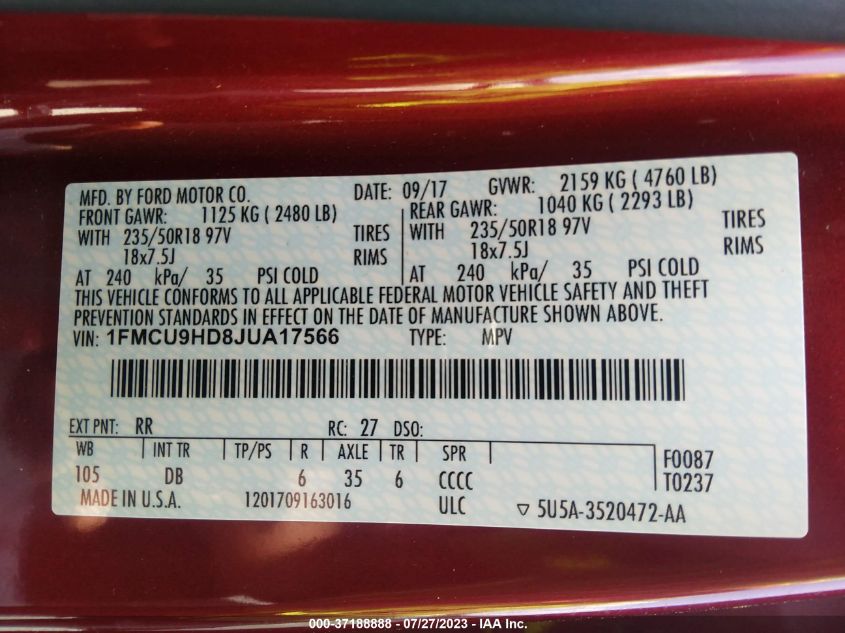 MFD. BY FORD MOTOR CO. DATE: 09/17 GVWR: 2159 KG ( 4760 LB)
FRONT GAWR: 1125 KG ( 2480 LB) REAR GAWR: 1040 KG ( 2293 LB)
WITH 235/50R18 97V TIRES WITH 235/50R18 97V TIRES
18x7.5J RIMS 18x7.5J RIMS
AT 240 kPa/ 35 PSI COLD AT 240 kPa/ 35 PSI COLD
THIS VEHICLE CONFORMS TO ALL APPLICABLE FEDERAL MOTOR VEHICLE SAFETY AND THEFT
PREVENTION STANDARDS IN EFFECT ON THE DATE OF MANUFACTURE SHOWN ABOVE.
VIN: 1FMCU9HD8JUA17566 TYPE: MPV
EXT PNT: RR RC: 27 DSO:
WB INT TR TP/PS R AXLE TR SPR F0087
105 DB 6 35 6 CCCC T0237
MADE IN U.S.A. 1201709163016 ULC ▽ 5U5A-3520472-AA
000-37188888 - 07/27/2023 - IAA Inc.